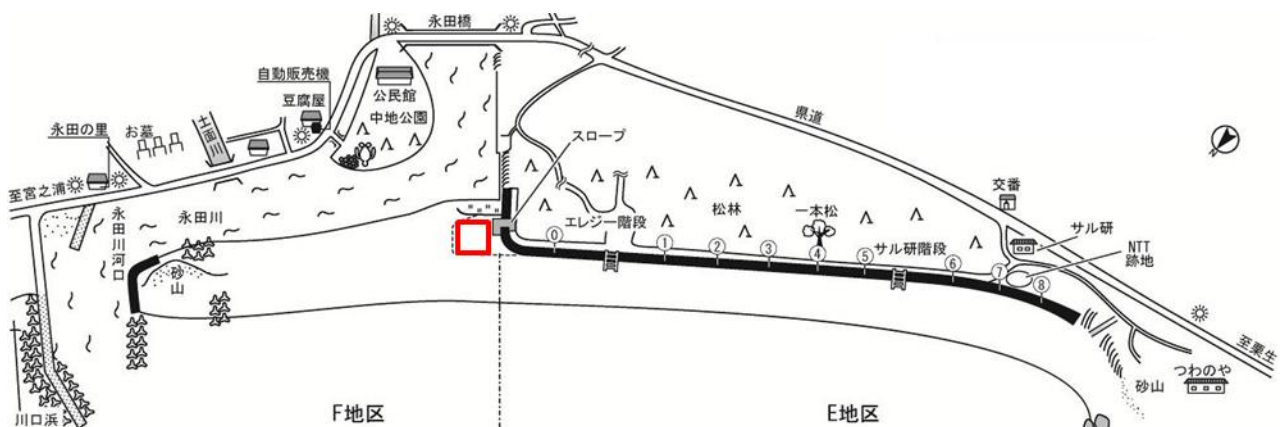 永田橋
自動販売機
公民館
豆腐屋
中地公園
県道
永田の里
お墓
土面川
スロープ
至宮之浦
交番
永田川
エレジー階段
松林
一本松
サル研
永田川河口
NTT
跡地
⓪
①
②
③
④
サル研階段
⑤
⑥
⑦
⑧
砂山
N
至栗生
つわのや
砂山
川口浜
F地区
E地区